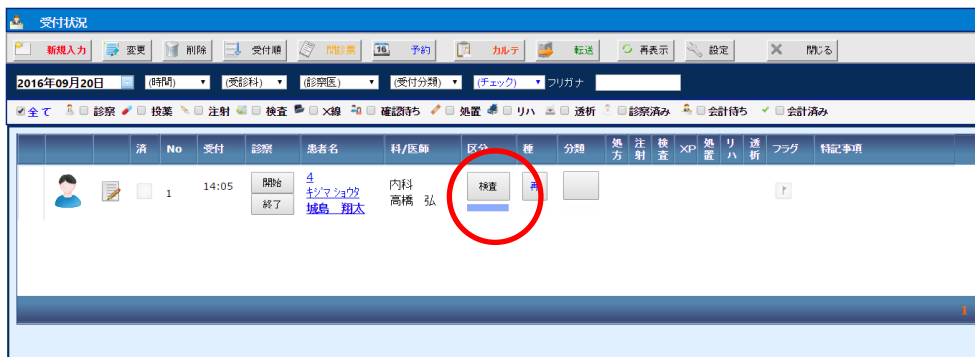 受付状況
新規入力 変更 削除 受付順 問診票 16 予約 カルテ 転送 再表示 設定 閉じる
2016年09月20日 (時間) (受診科) (診察医) (受付分類) (チェック) フリガナ
全て 診察 投薬 注射 検査 X線 確認待ち 処置 リハ 透析 診察済み 会計待ち 会計済み
済 No 受付 診察 患者名 科/医師 区分 種 分類 処方 注射 検査 XP 処置 リハ 透析 フラグ 特記事項
1 14:05 開始 4 内科 検査 再
終了 キジマ ショウタ 高橋 弘
城島 翔太
1